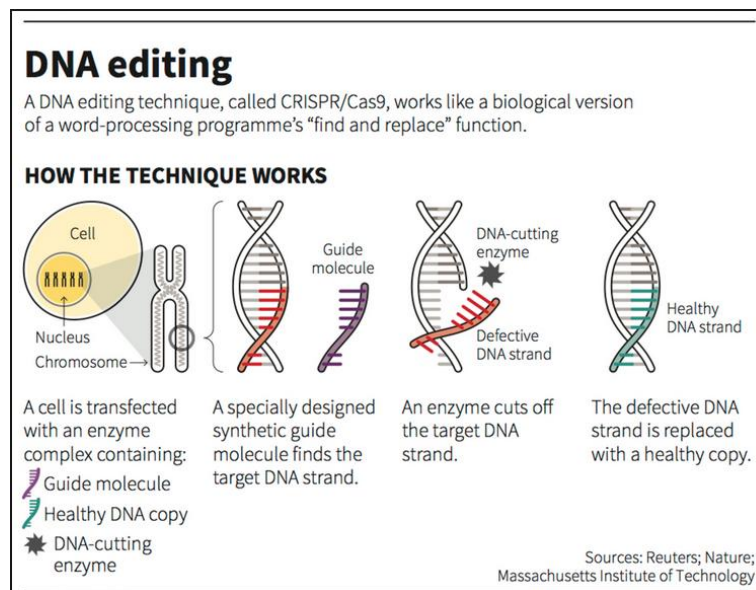 DNA editing
A DNA editing technique, called CRISPR/Cas9, works like a biological version
of a word-processing programme’s “find and replace” function.
HOW THE TECHNIQUE WORKS
Cell
Nucleus
Chromosome
Guide
molecule
DNA-cutting
enzyme
Defective
DNA strand
Healthy
DNA strand
A cell is transfected
with an enzyme
complex containing:
Guide molecule
Healthy DNA copy
DNA-cutting
enzyme
A specially designed
synthetic guide
molecule finds the
target DNA strand.
An enzyme cuts off
the target DNA
strand.
The defective DNA
strand is replaced
with a healthy copy.
Sources: Reuters; Nature;
Massachusetts Institute of Technology